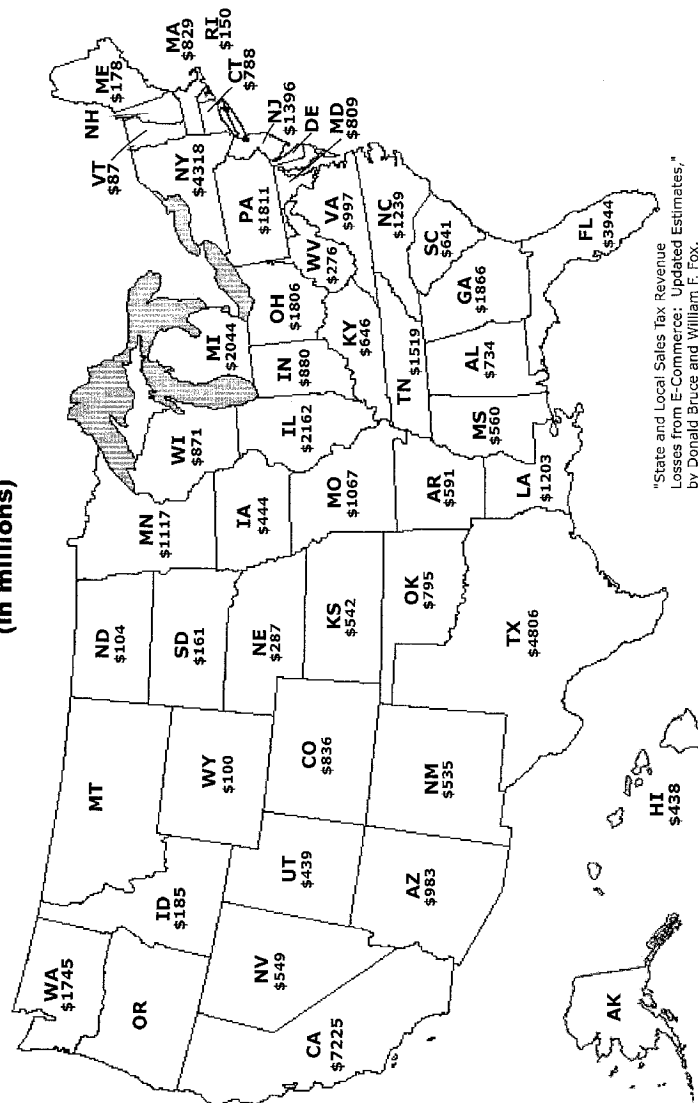 (in millions)
WA
$1745
OR
CA
$7225
NV
$549
ID
$185
MT
WY
$100
UT
$439
AZ
$983
CO
$836
NM
$535
ND
$104
SD
$161
NE
$287
KS
$542
OK
$795
TX
$4806
MN
$1117
IA
$444
MO
$1067
AR
$591
LA
$1203
WI
$871
IL
$2162
MI
$2044
IN
$880
OH
$1806
KY
$646
TN $1519
MS
$560
AL
$734
GA
$1866
FL
$3944
SC
$641
NC
$1239
VA
$997
WV
$276
PA
$1811
NY
$4318
VT
$87
NH
ME
$178
MA
$829
RI
$150
CT
$788
NJ
$1396
DE
MD
$809
AK
HI
$438
"State and Local Sales Tax Revenue
Losses from E-Commerce: Updated Estimates,"
by Donald Bruce and William F. Fox,